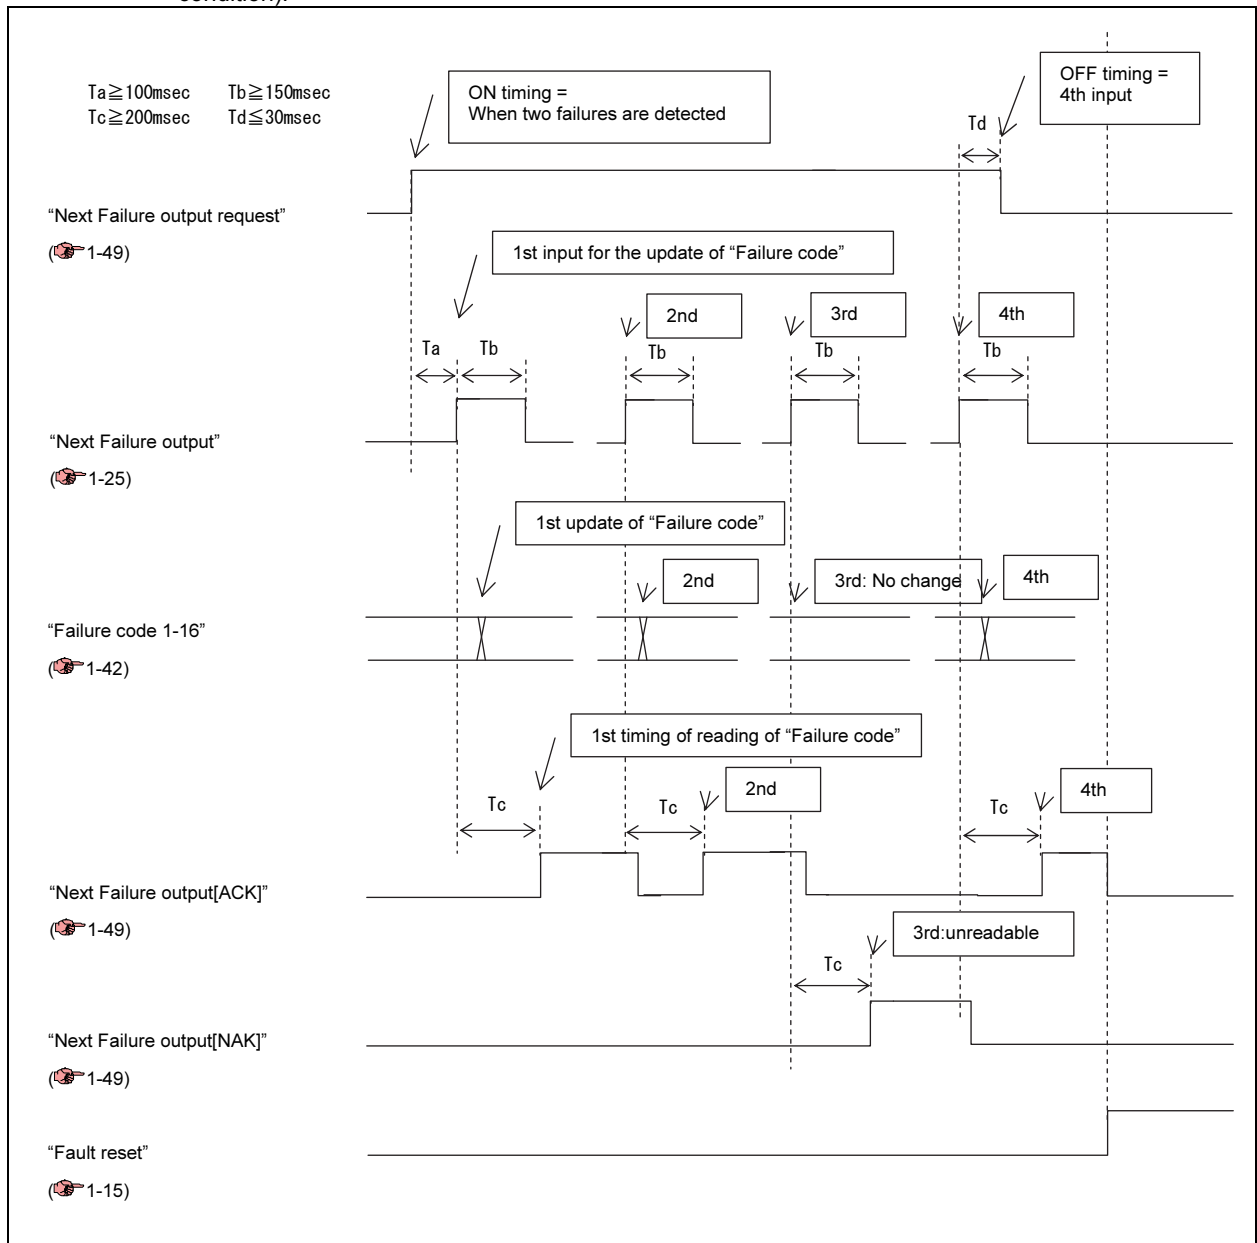 condition).
Ta≧100msec Tb≧150msec
Tc≧200msec Td≦30msec
ON timing =
When two failures are detected
OFF timing =
4th input
Td
“Next Failure output request”
(1-49)
1st input for the update of “Failure code”
2nd
3rd
4th
Ta
Tb
Tb
Tb
Tb
“Next Failure output”
(1-25)
1st update of “Failure code”
2nd
3rd: No change
4th
“Failure code 1-16”
(1-42)
1st timing of reading of “Failure code”
2nd
4th
Tc
Tc
Tc
“Next Failure output[ACK]”
(1-49)
3rd:unreadable
Tc
“Next Failure output[NAK]”
(1-49)
“Fault reset”
(1-15)